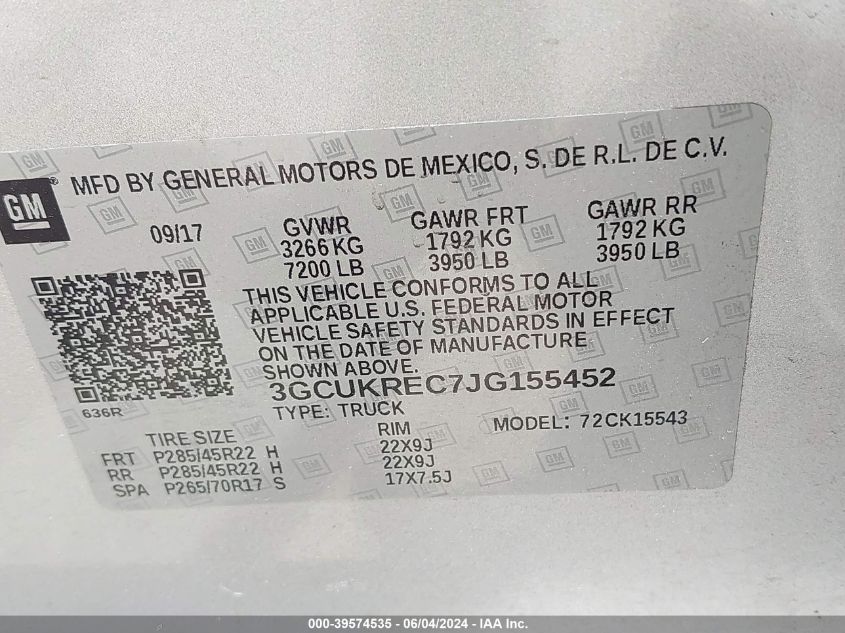 GM ® MFD BY GENERAL MOTORS DE MEXICO, S. DE R.L. DE C.V.
09/17 GVWR GAWR FRT GAWR RR
3266 KG 1792 KG 1792 KG
7200 LB 3950 LB 3950 LB
THIS VEHICLE CONFORMS TO ALL
APPLICABLE U.S. FEDERAL MOTOR
VEHICLE SAFETY STANDARDS IN EFFECT
ON THE DATE OF MANUFACTURE
SHOWN ABOVE.
3GCUKREC7JG155452
636R TYPE: TRUCK MODEL: 72CK15543
TIRE SIZE RIM
FRT P285/45R22 H 22X9J
RR P285/45R22 H 22X9J
SPA P265/70R17 S 17X7.5J
000-39574535 - 06/04/2024 - IAA Inc.